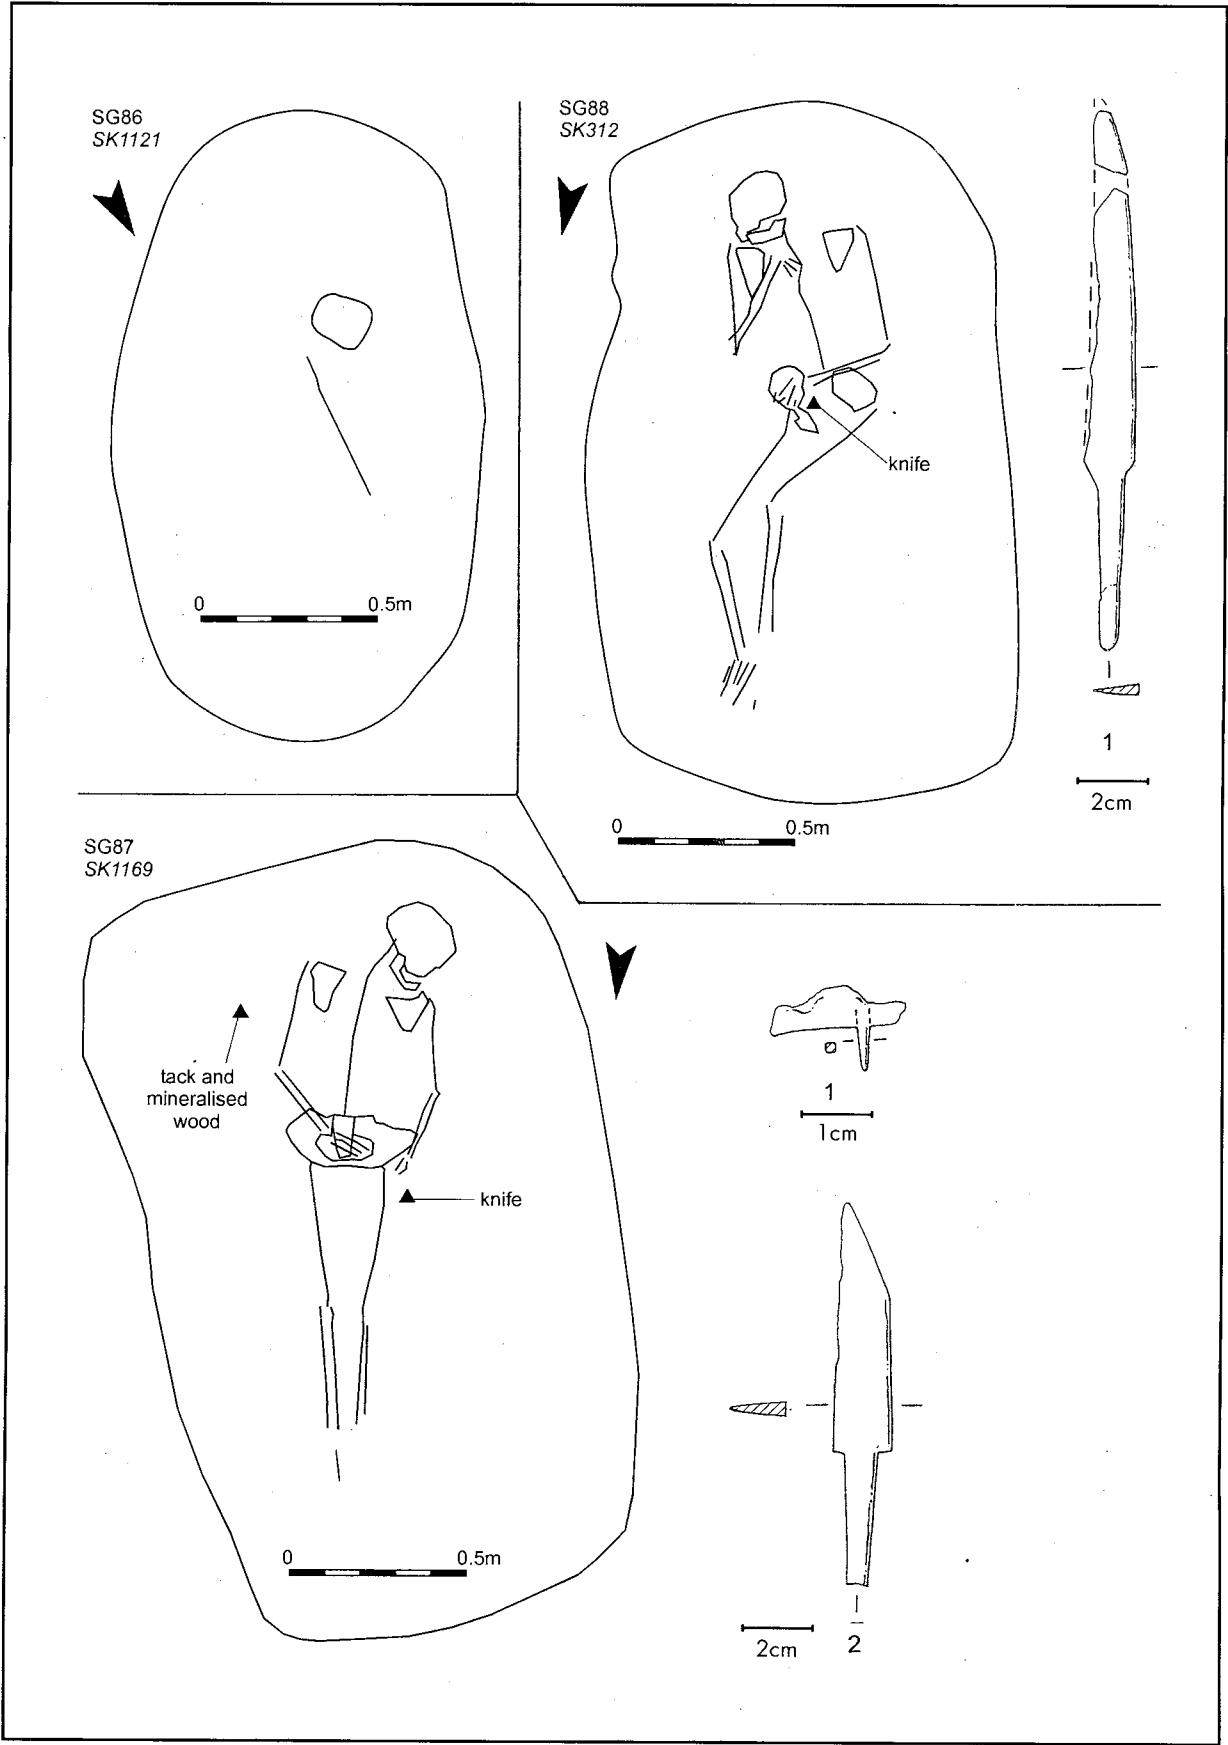 SG86
SK1121
0 0.5m
SG88
SK312
knife
0 0.5m
1
2cm
SG87
SK1169
tack and
mineralised
wood
knife
0 0.5m
1
1cm
2cm
2